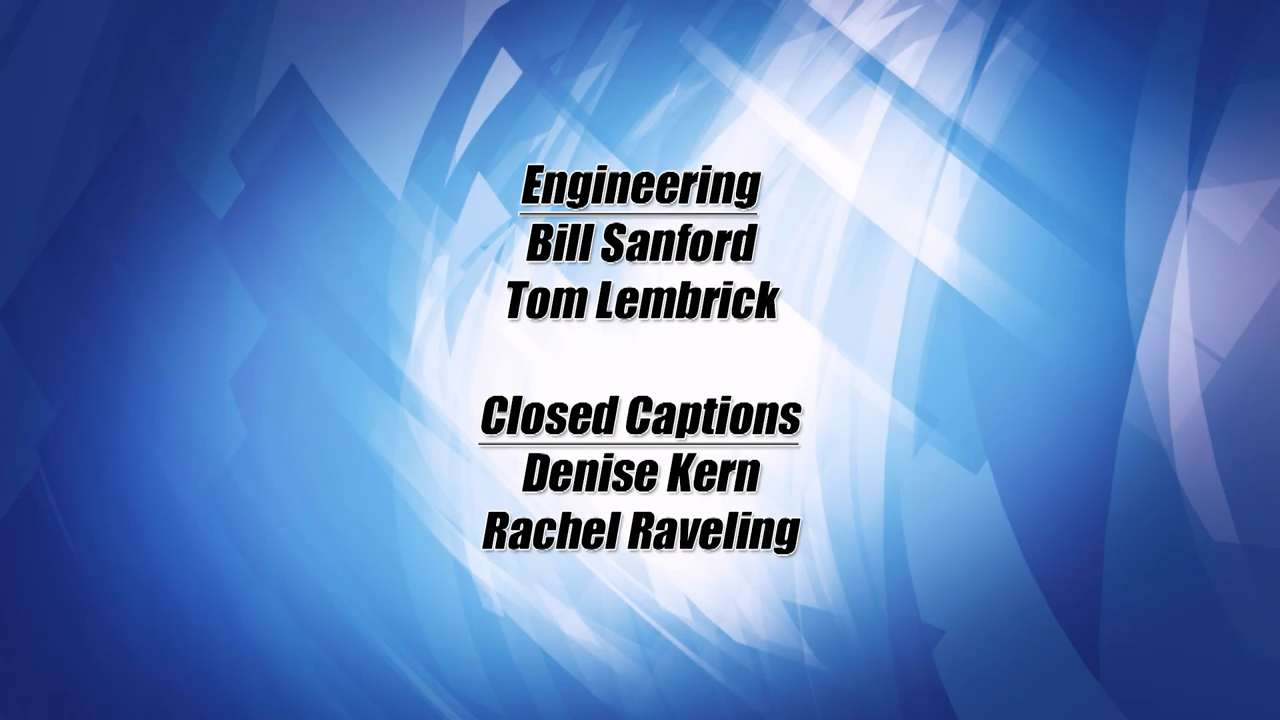 Engineering
Bill Sanford
Tom Lembrick
Closed Captions
Denise Kern
Rachel Raveling